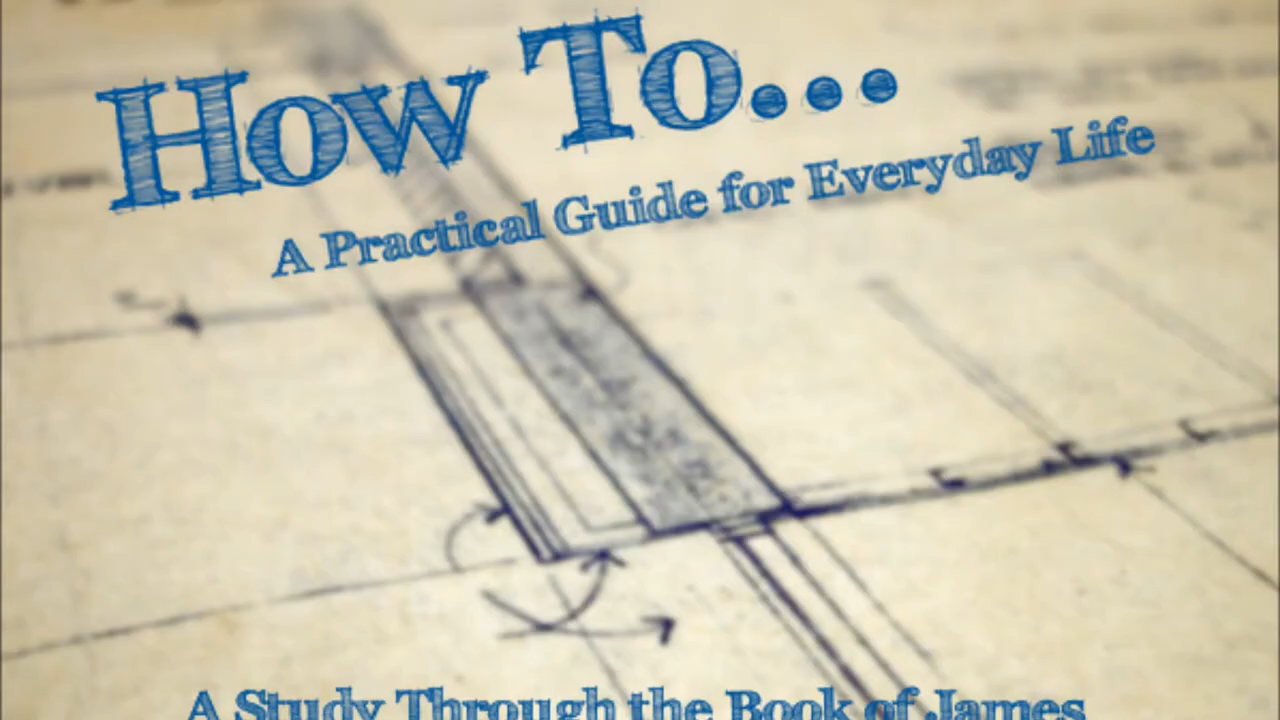 How To...
A Practical Guide for Everyday Life
A Study Through the Book of James